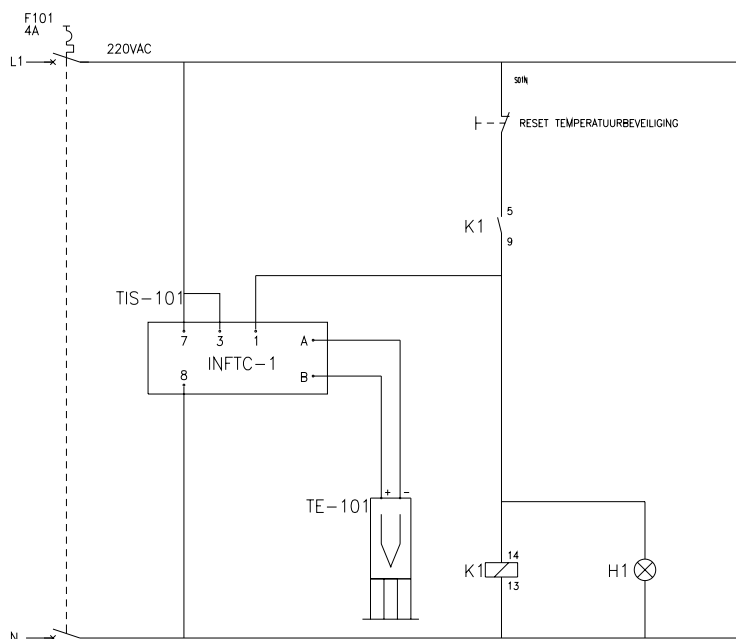 F101
4A
L1
220VAC
S01N
RESET TEMPERATUURBEVEILIGING
5
K1
9
TIS-101
7 3 1 A
INFTC-1
8 B
+ -
TE-101
14
K1 H1
13
N